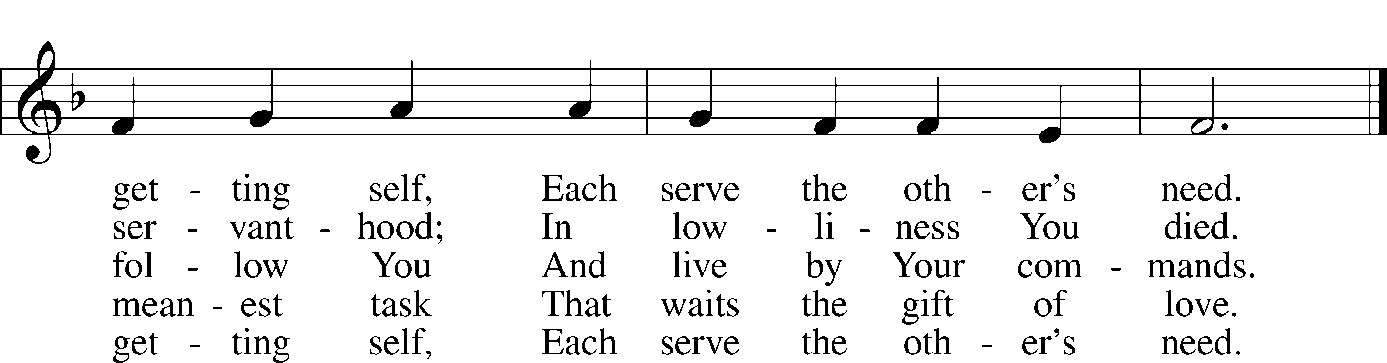 get - ting self, Each serve the oth - er's need.
ser - vant - hood; In low - li - ness You died.
fol - low You And live by Your com - mands.
mean - est task That waits the gift of love.
get - ting self, Each serve the oth - er's need.